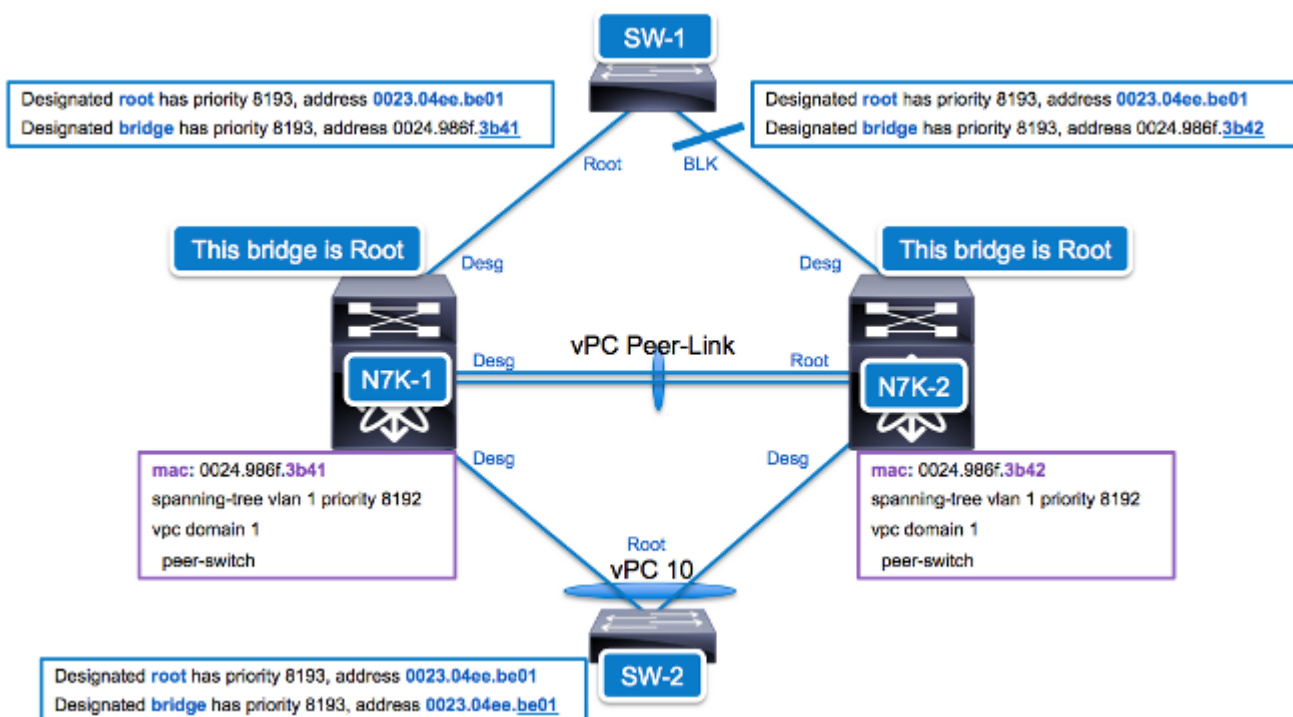 SW-1
Designated root has priority 8193, address 0023.04ee.be01
Designated bridge has priority 8193, address 0024.986f.3b41
Designated root has priority 8193, address 0023.04ee.be01
Designated bridge has priority 8193, address 0024.986f.3b42
Root
BLK
This bridge is Root
This bridge is Root
Desg
Desg
vPC Peer-Link
Desg
Root
N7K-1
N7K-2
Desg
Desg
mac: 0024.986f.3b41
spanning-tree vlan 1 priority 8192
vpc domain 1
peer-switch
mac: 0024.986f.3b42
spanning-tree vlan 1 priority 8192
vpc domain 1
peer-switch
Root
vPC 10
SW-2
Designated root has priority 8193, address 0023.04ee.be01
Designated bridge has priority 8193, address 0023.04ee.be01